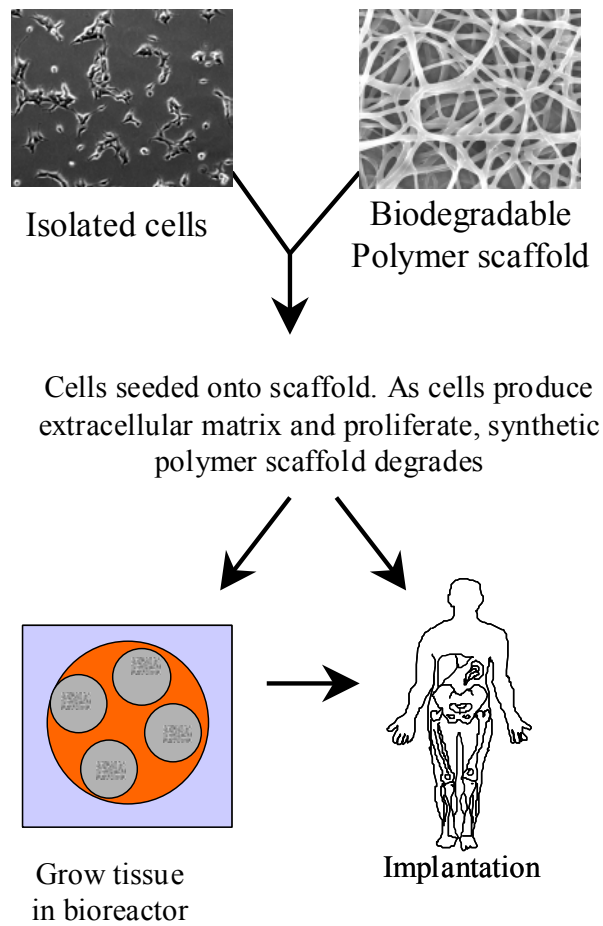 Isolated cells
Biodegradable
Polymer scaffold
Cells seeded onto scaffold. As cells produce
extracellular matrix and proliferate, synthetic
polymer scaffold degrades
Grow tissue
in bioreactor
Implantation